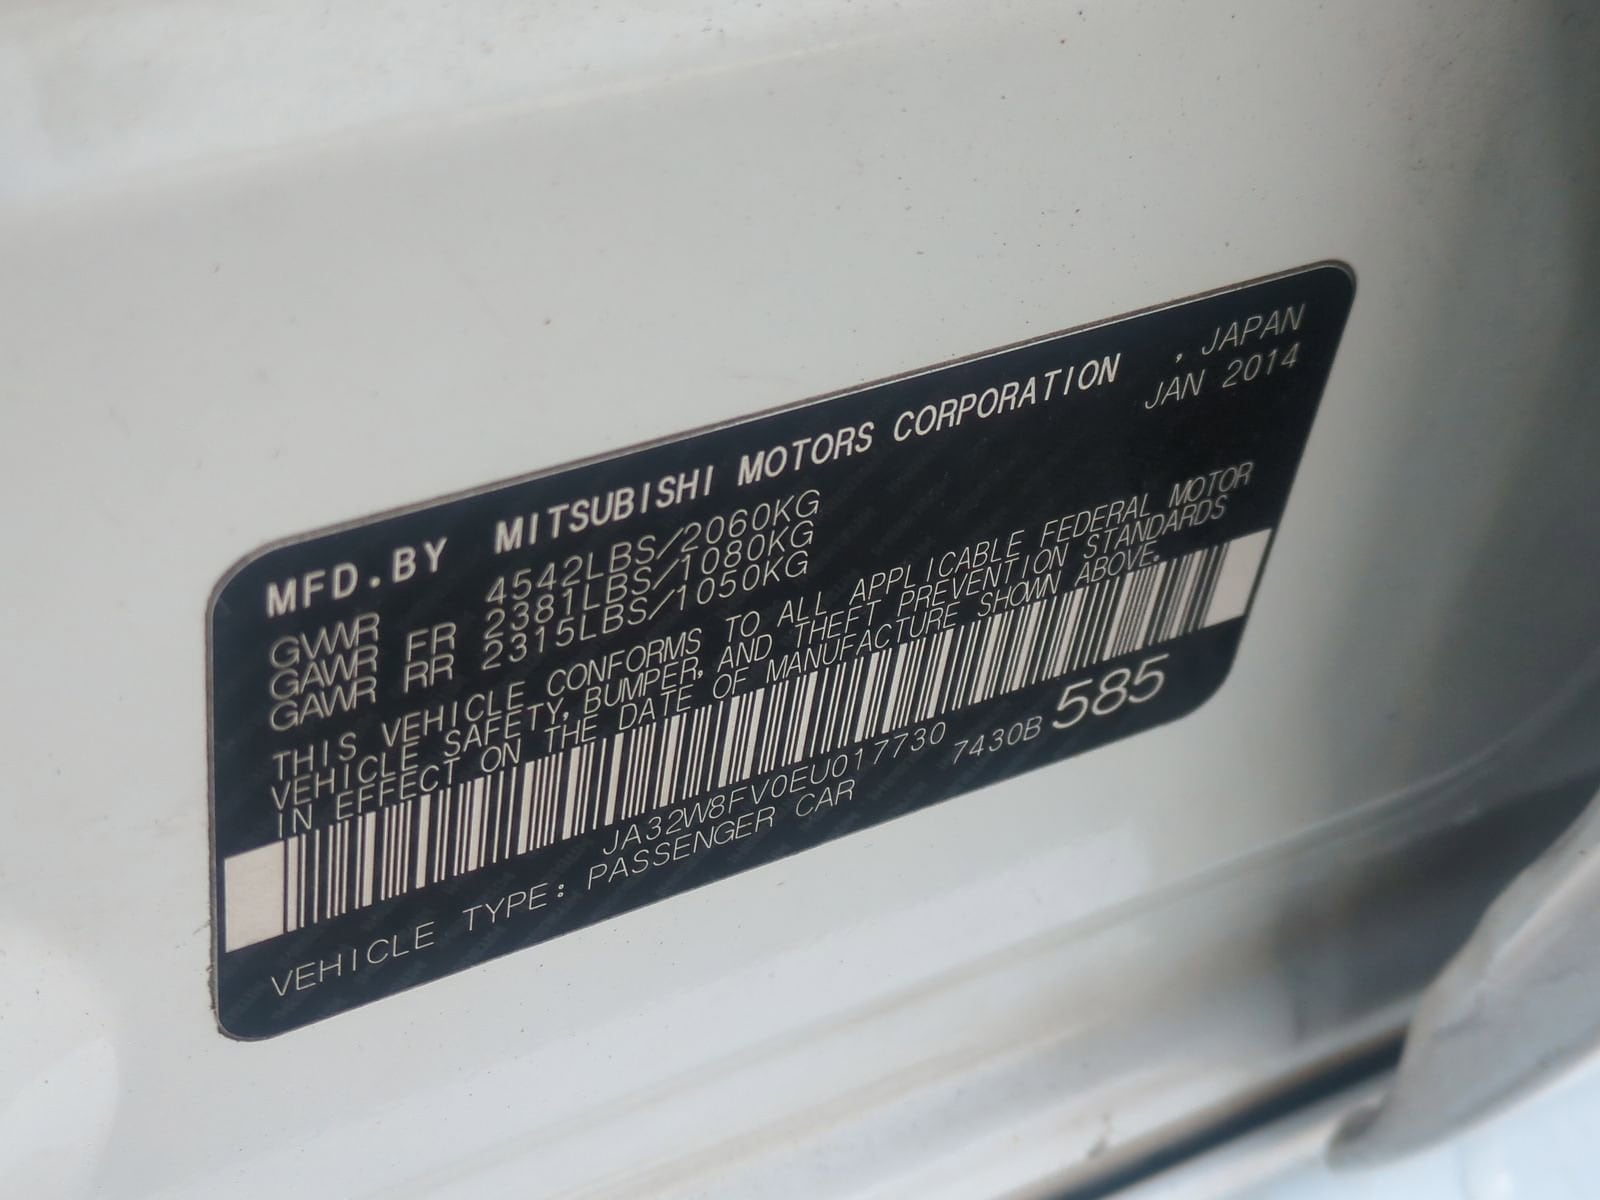 MFD.BY MITSUBISHI MOTORS CORPORATION , JAPAN
JAN 2014
GVWR 4542LBS/2060KG
GAWR FR 2381LBS/1080KG
GAWR RR 2315LBS/1050KG
THIS VEHICLE CONFORMS TO ALL APPLICABLE FEDERAL MOTOR
VEHICLE SAFETY, BUMPER, AND THEFT PREVENTION STANDARDS
IN EFFECT ON THE DATE OF MANUFACTURE SHOWN ABOVE.
JA32W8FV0EU017730
7430B 585
VEHICLE TYPE: PASSENGER CAR